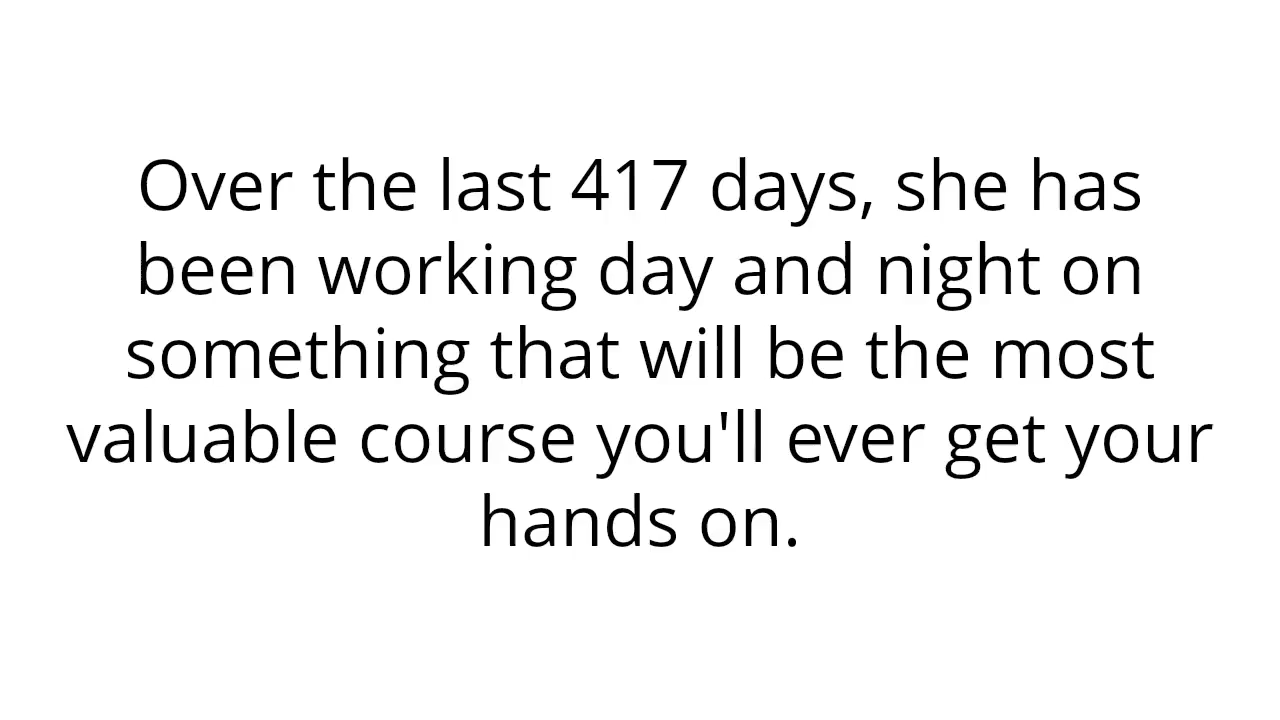 Over the last 417 days, she has
been working day and night on
something that will be the most
valuable course you'll ever get your
hands on.